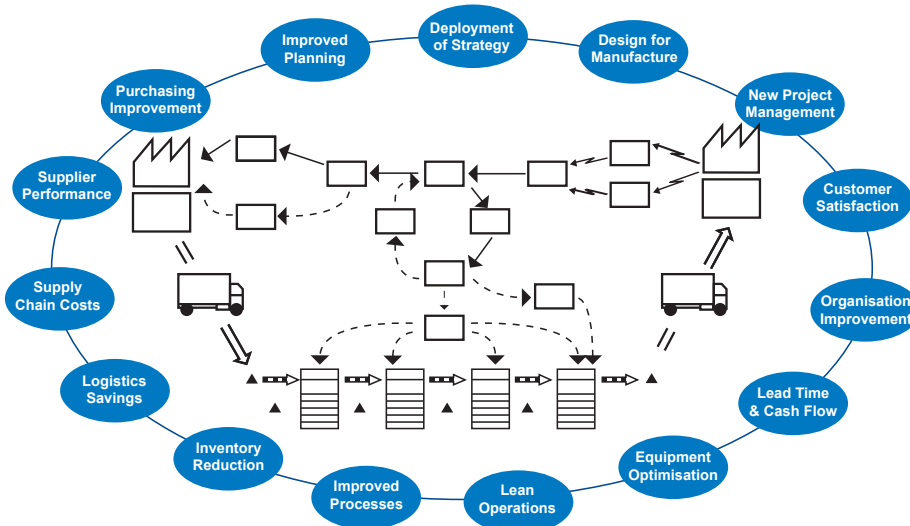 Deployment
of Strategy
Design for
Manufacture
New Project
Management
Customer
Satisfaction
Organisation
Improvement
Lead Time
& Cash Flow
Equipment
Optimisation
Lean
Operations
Improved
Processes
Inventory
Reduction
Logistics
Savings
Supply
Chain Costs
Supplier
Performance
Purchasing
Improvement
Improved
Planning